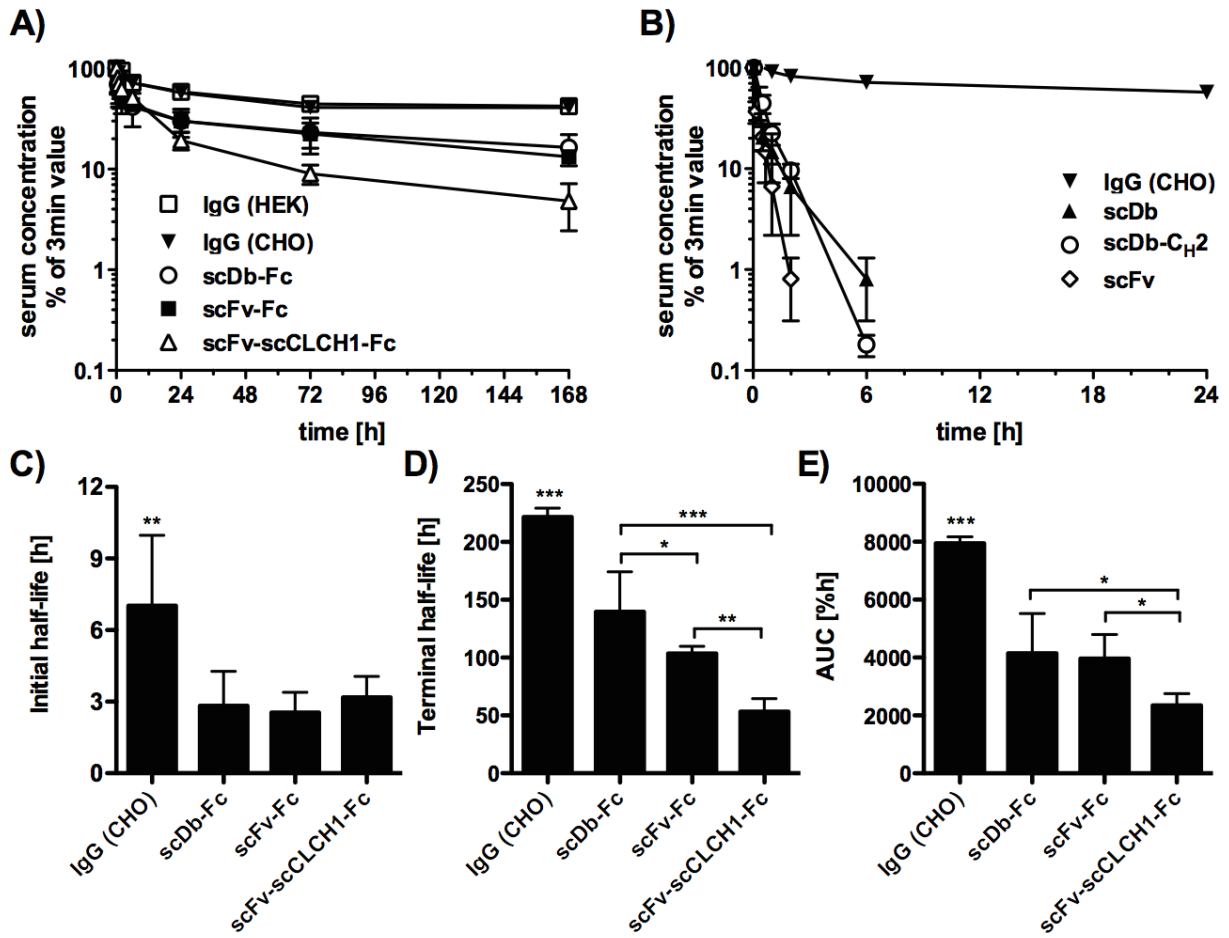 A)
serum concentration
% of 3min value
100
10
1
0.1
IgG (HEK)
IgG (CHO)
scDb-Fc
scFv-Fc
scFv-scCLCH1-Fc
0 24 48 72 96 120 144 168
time [h]
B)
serum concentration
% of 3min value
100
10
1
0.1
IgG (CHO)
scDb
scDb-CH2
scFv
0 6 12 18 24
time [h]
C)
Initial half-life [h]
12
9
6
3
0
**
IgG (CHO)
scDb-Fc
scFv-Fc
scFv-scCLCH1-Fc
D)
Terminal half-life [h]
250
200
150
100
50
0
***
***
*
**
IgG (CHO)
scDb-Fc
scFv-Fc
scFv-scCLCH1-Fc
E)
AUC [%h]
10000
8000
6000
4000
2000
0
***
*
*
IgG (CHO)
scDb-Fc
scFv-Fc
scFv-scCLCH1-Fc